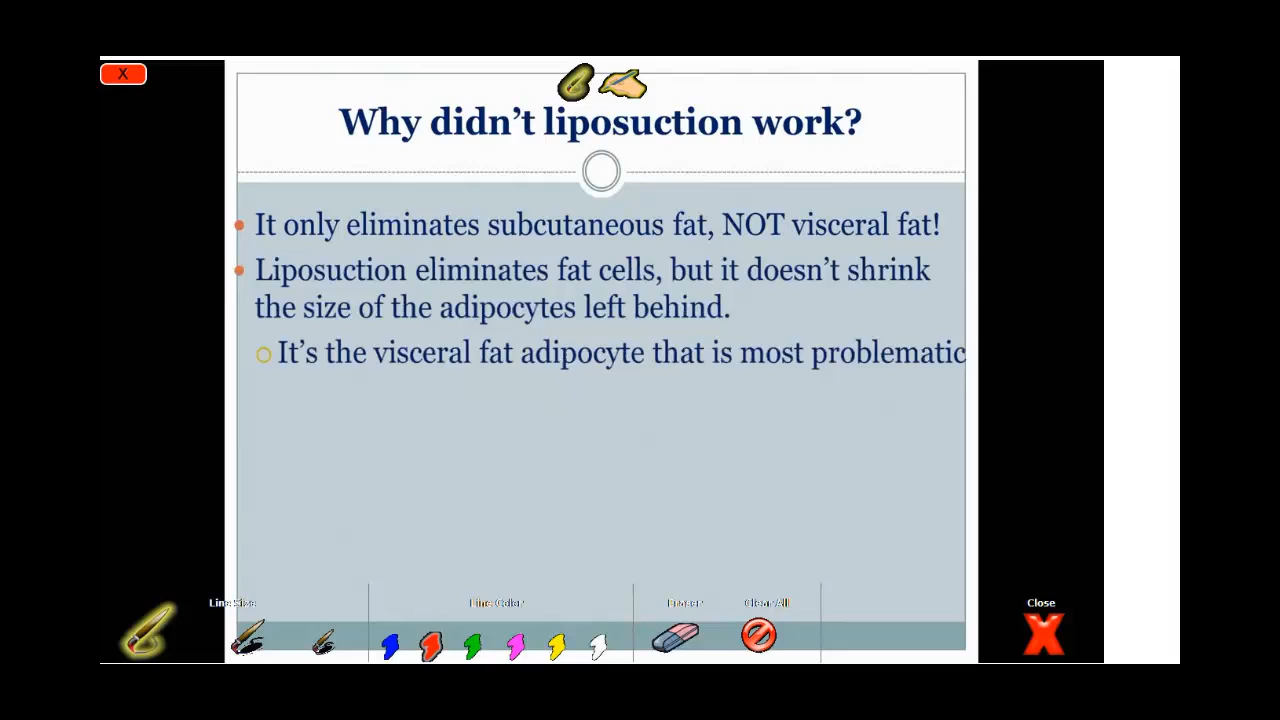 X
Why didn’t liposuction work?
It only eliminates subcutaneous fat, NOT visceral fat!
Liposuction eliminates fat cells, but it doesn’t shrink
the size of the adipocytes left behind.
It’s the visceral fat adipocyte that is most problematic
Line Size
Line Color
Eraser
Clear All
Close